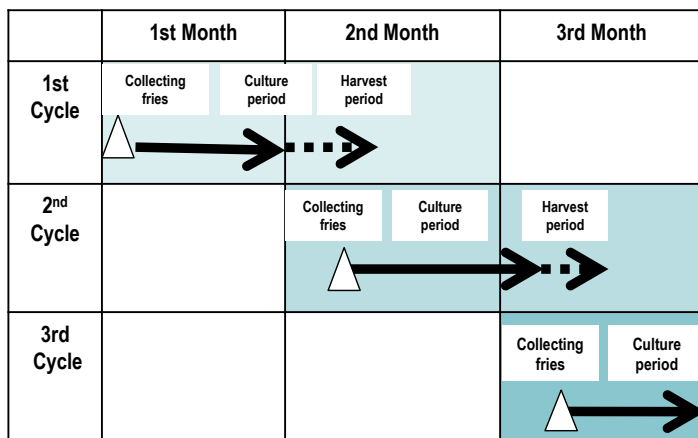 1st Month 2nd Month 3rd Month
1st
Cycle
Collecting
fries
Culture
period
Harvest
period
2nd
Cycle
Collecting
fries
Culture
period
Harvest
period
3rd
Cycle
Collecting
fries
Culture
period